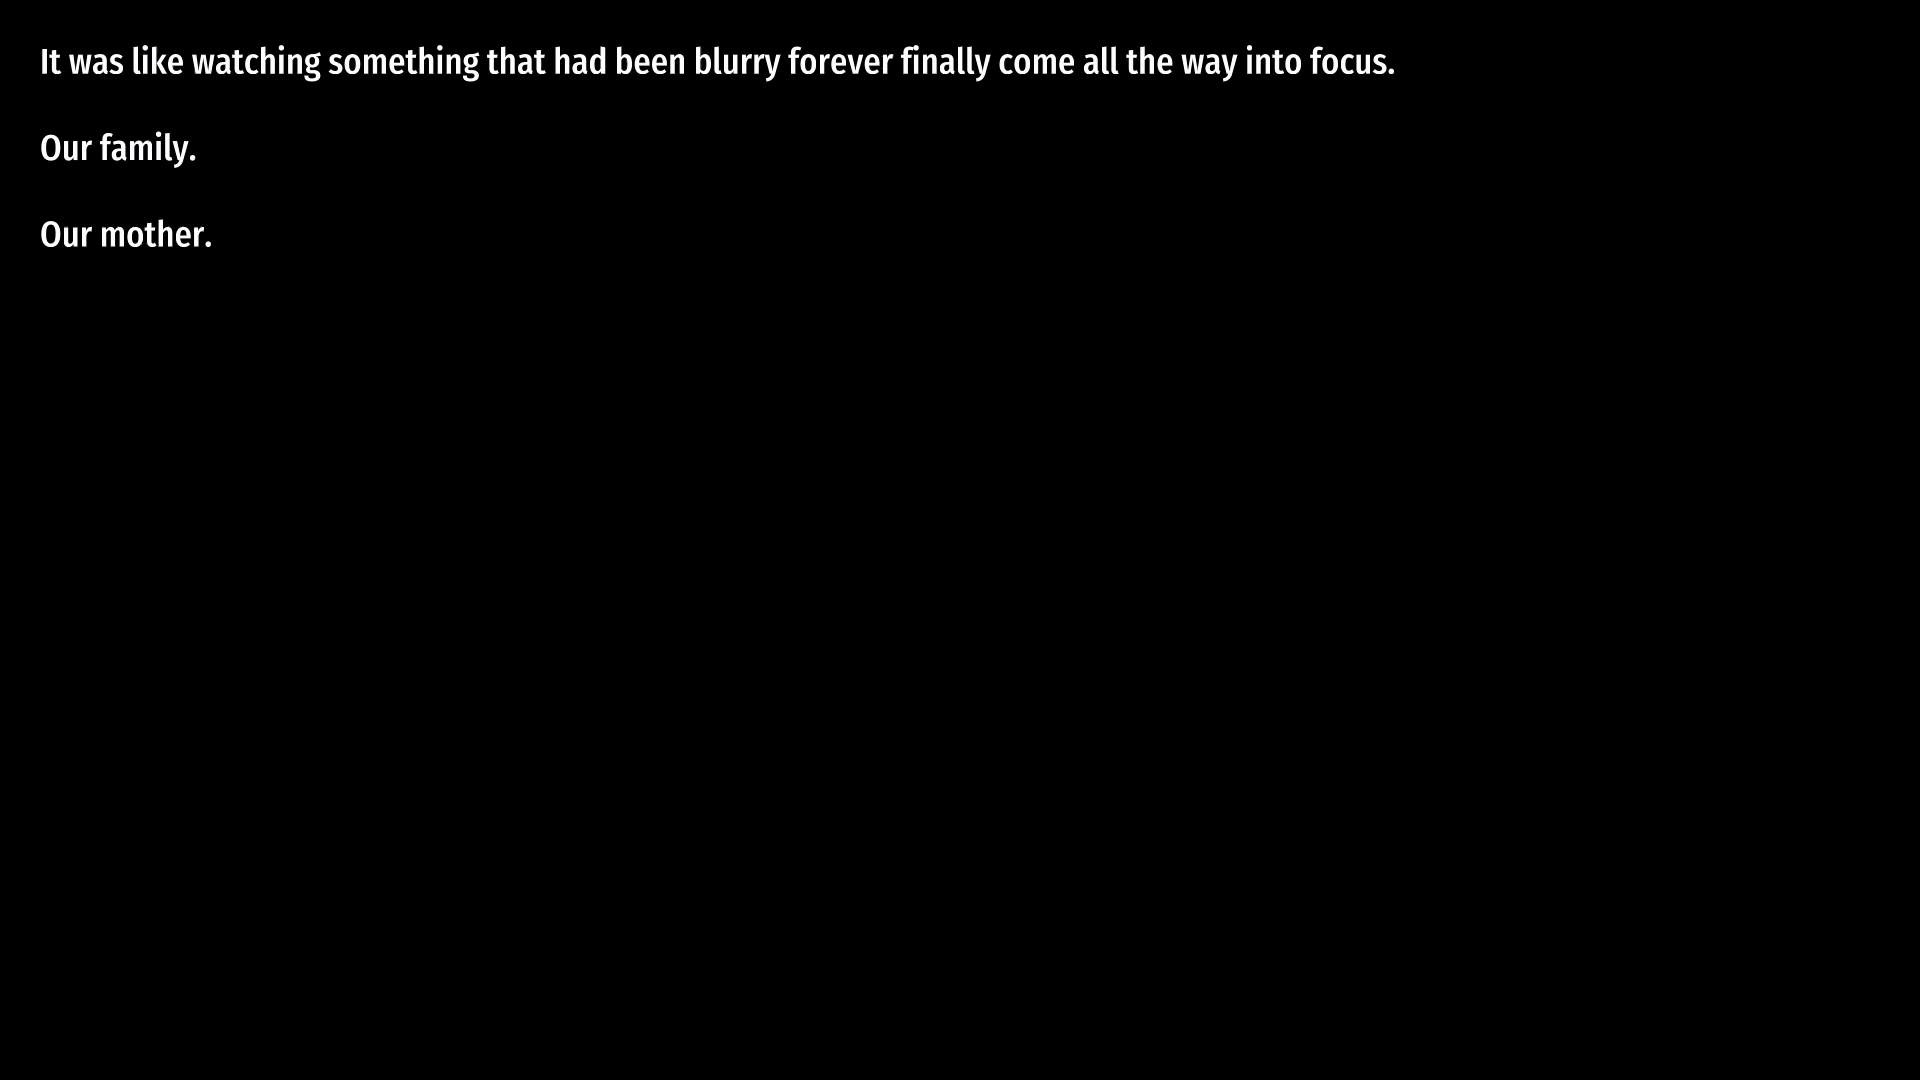 It was like watching something that had been blurry forever finally come all the way into focus.
Our family.
Our mother.